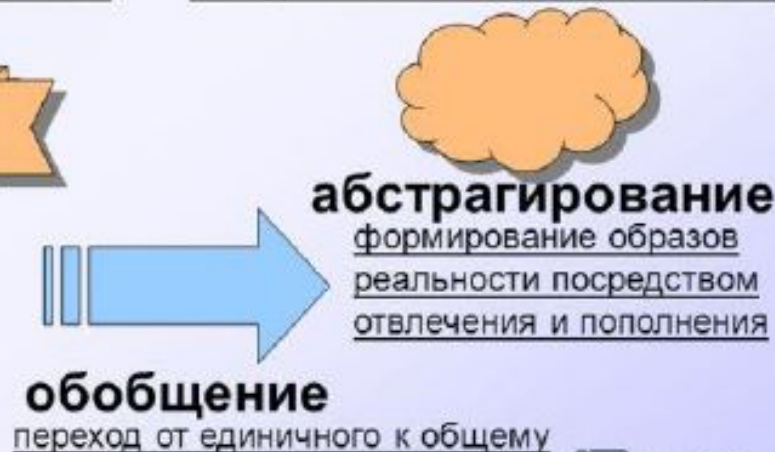 абстрагирование
формирование образов
реальности посредством
отвлечения и пополнения
обобщение
переход от единичного к общему